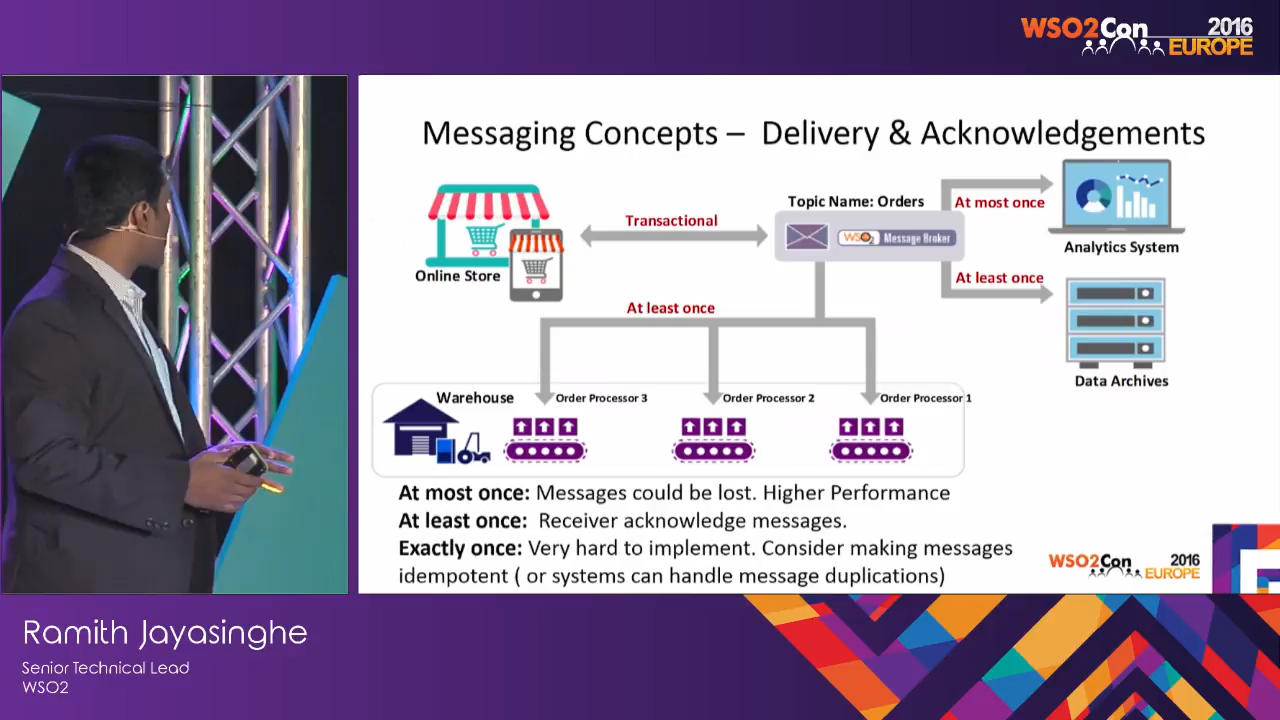 WSO2Con 2016
EUROPE
Messaging Concepts – Delivery & Acknowledgements
Topic Name: Orders
Transactional
WSO2 Message Broker
At most once
Analytics System
Online Store
At least once
At least once
Data Archives
Warehouse
Order Processor 3
Order Processor 2
Order Processor 1
At most once: Messages could be lost. Higher Performance
At least once: Receiver acknowledge messages.
Exactly once: Very hard to implement. Consider making messages
idempotent ( or systems can handle message duplications)
WSO2Con 2016
EUROPE
Ramith Jayasinghe
Senior Technical Lead
WSO2